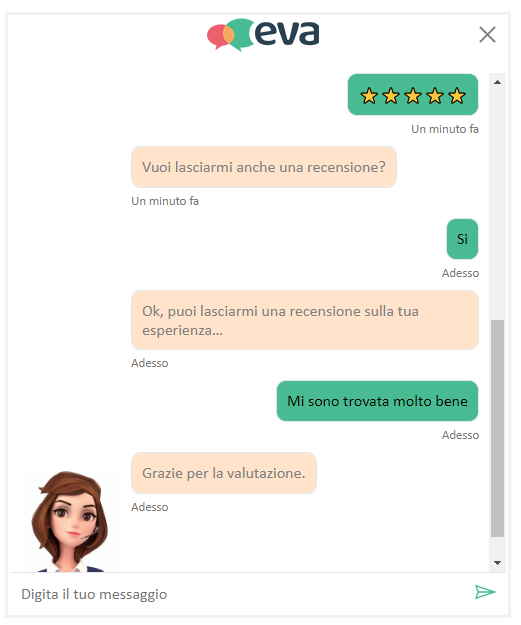 eva
Un minuto fa
Vuoi lasciarmi anche una recensione?
Un minuto fa
Si
Adesso
Ok, puoi lasciarmi una recensione sulla tua
esperienza...
Adesso
Mi sono trovata molto bene
Adesso
Grazie per la valutazione.
Adesso
Digita il tuo messaggio